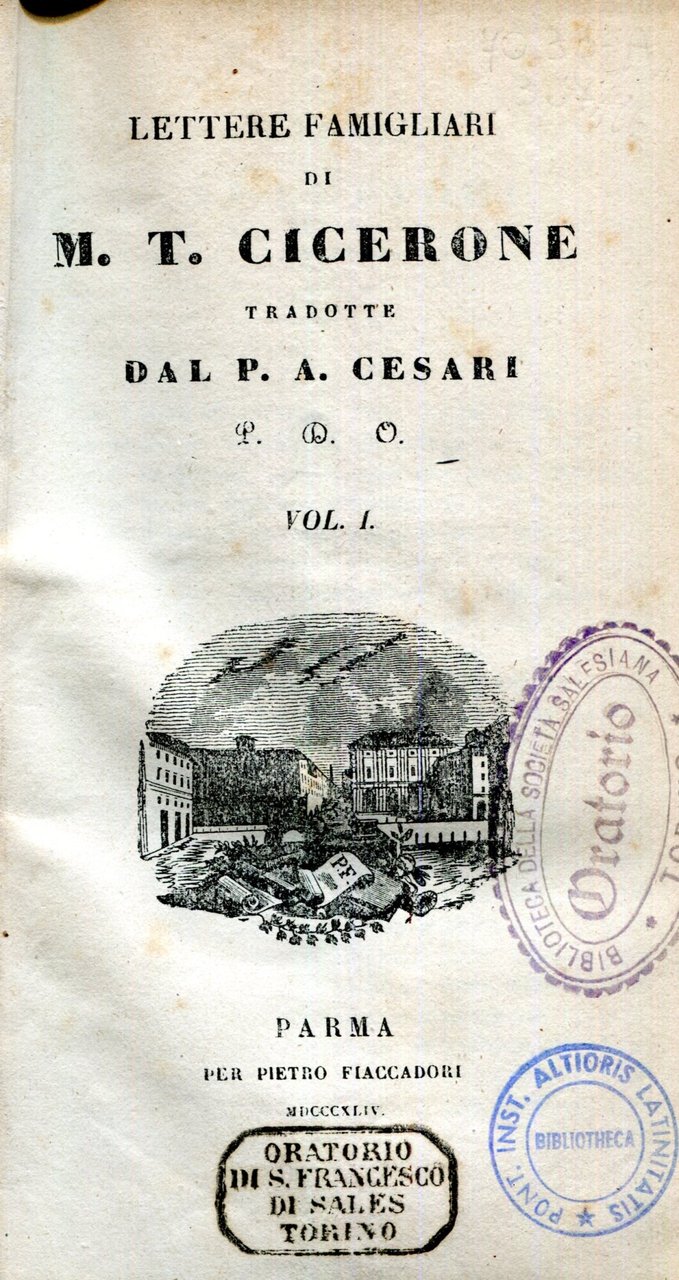 LETTERE FAMIGLIARI
DI
M. T. CICERONE
TRADOTTE
DAL P. A. CESARI
P. D. O.
VOL. I.
PF
BIBLIOTECA DELLA SOCIETÀ SALESIANA
Oratorio
PARMA
PER PIETRO FIACCADORI
MDCCCXLIV.
ORATORIO
DI S. FRANCESCO
DI SALES
TORINO
PONT. INST. ALTIORIS LATINITATIS
BIBLIOTHECA